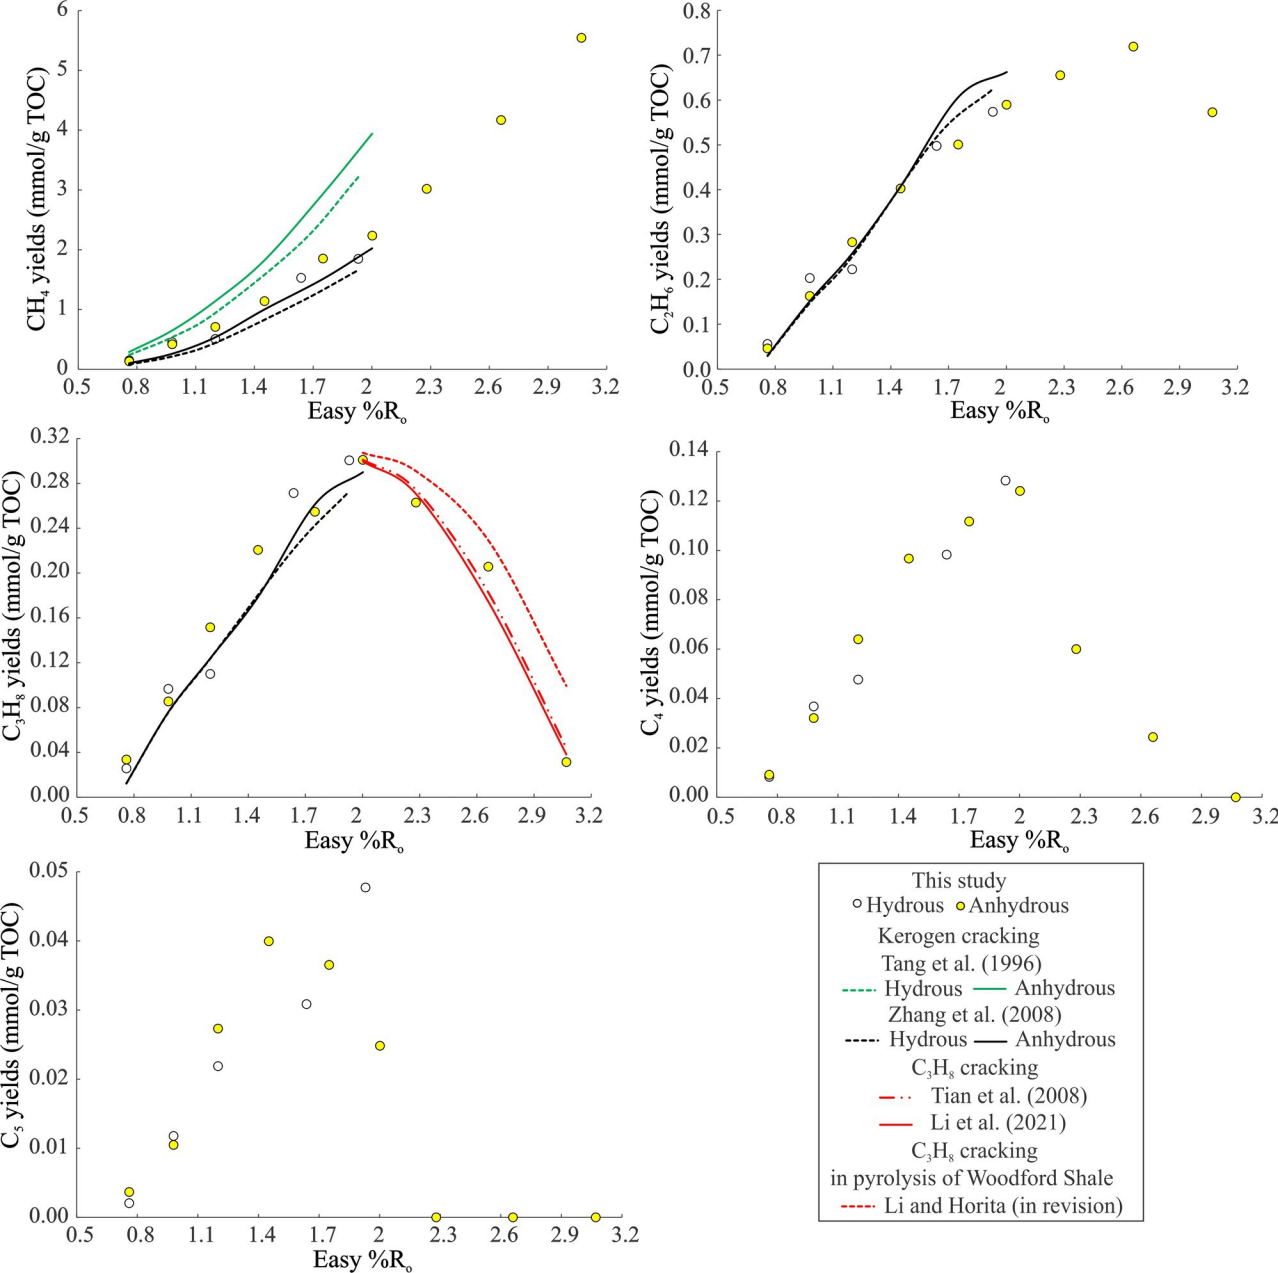 6
5
4
3
2
1
0
CH4 yields (mmol/g TOC)
0.5 0.8 1.1 1.4 1.7 2 2.3 2.6 2.9 3.2
Easy %Ro
0.8
0.7
0.6
0.5
0.4
0.3
0.2
0.1
0.0
C2H6 yields (mmol/g TOC)
0.5 0.8 1.1 1.4 1.7 2 2.3 2.6 2.9 3.2
Easy %Ro
0.32
0.28
0.24
0.20
0.16
0.12
0.08
0.04
0.00
C3H8 yields (mmol/g TOC)
0.5 0.8 1.1 1.4 1.7 2 2.3 2.6 2.9 3.2
Easy %Ro
0.14
0.12
0.10
0.08
0.06
0.04
0.02
0.00
C4 yields (mmol/g TOC)
0.5 0.8 1.1 1.4 1.7 2 2.3 2.6 2.9 3.2
Easy %Ro
0.05
0.04
0.03
0.02
0.01
0.00
C5 yields (mmol/g TOC)
0.5 0.8 1.1 1.4 1.7 2 2.3 2.6 2.9 3.2
Easy %Ro
This study
Hydrous Anhydrous
Kerogen cracking
Tang et al. (1996)
Hydrous Anhydrous
Zhang et al. (2008)
Hydrous Anhydrous
C3H8 cracking
Tian et al. (2008)
Li et al. (2021)
C3H8 cracking
in pyrolysis of Woodford Shale
Li and Horita (in revision)